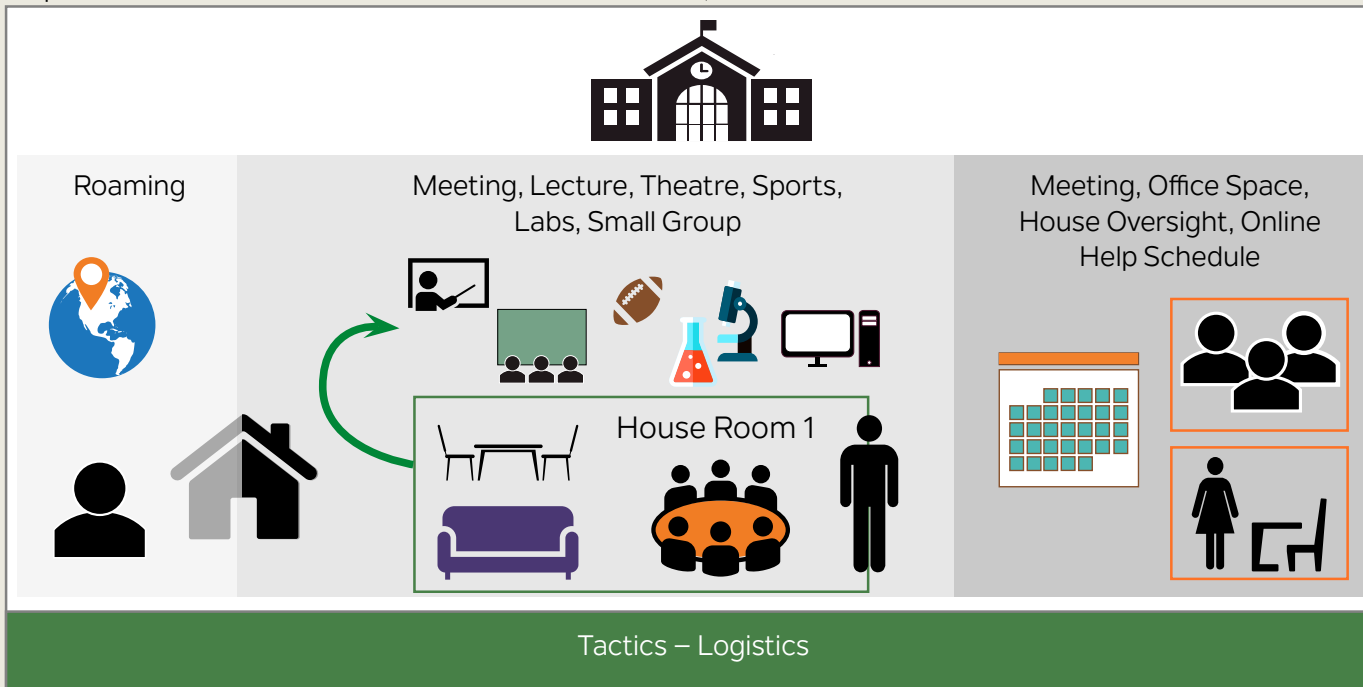 Roaming
Meeting, Lecture, Theatre, Sports,
Labs, Small Group
Meeting, Office Space,
House Oversight, Online
Help Schedule
House Room 1
Tactics – Logistics